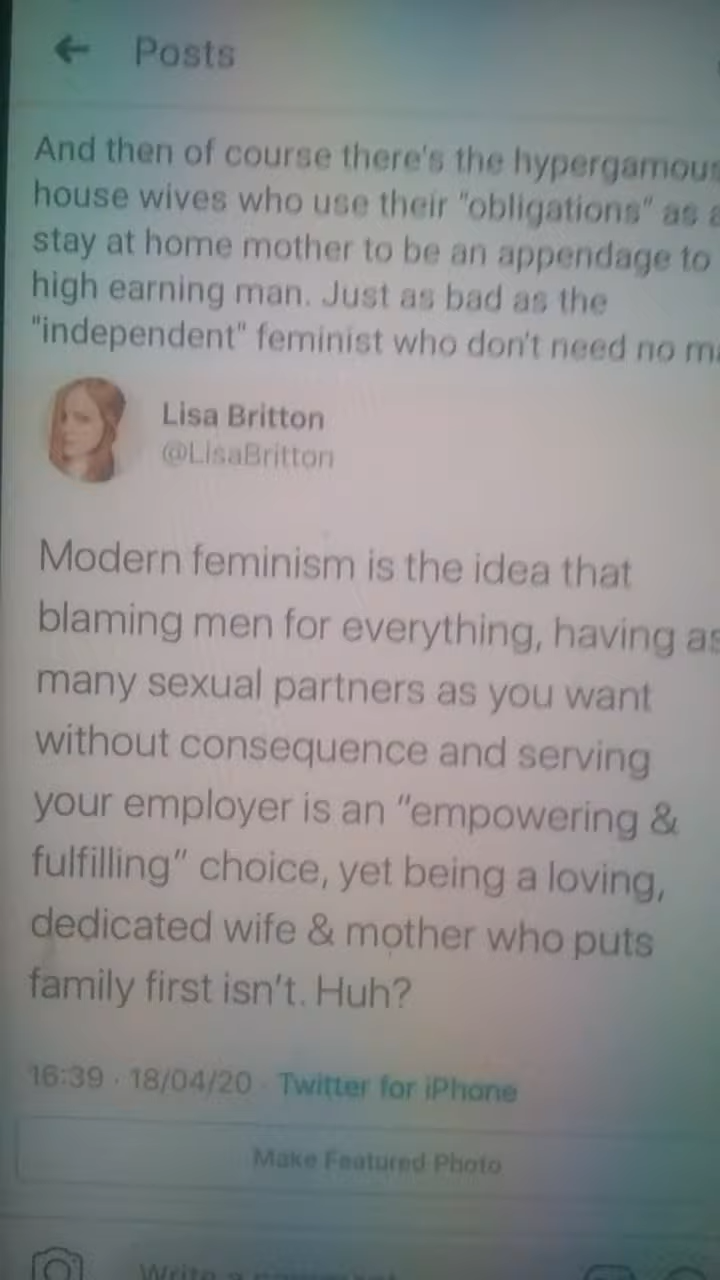 Posts
And then of course there's the hypergamous
house wives who use their "obligations" as a
stay at home mother to be an appendage to
high earning man. Just as bad as the
"independent" feminist who don't need no
Lisa Britton
@LisaBritton
Modern feminism is the idea that
blaming men for everything, having as
many sexual partners as you want
without consequence and serving
your employer is an "empowering &
fulfilling" choice, yet being a loving,
dedicated wife & mother who puts
family first isn't. Huh?
16:39 · 18/04/20 · Twitter for iPhone
Make Featured Photo
Write a